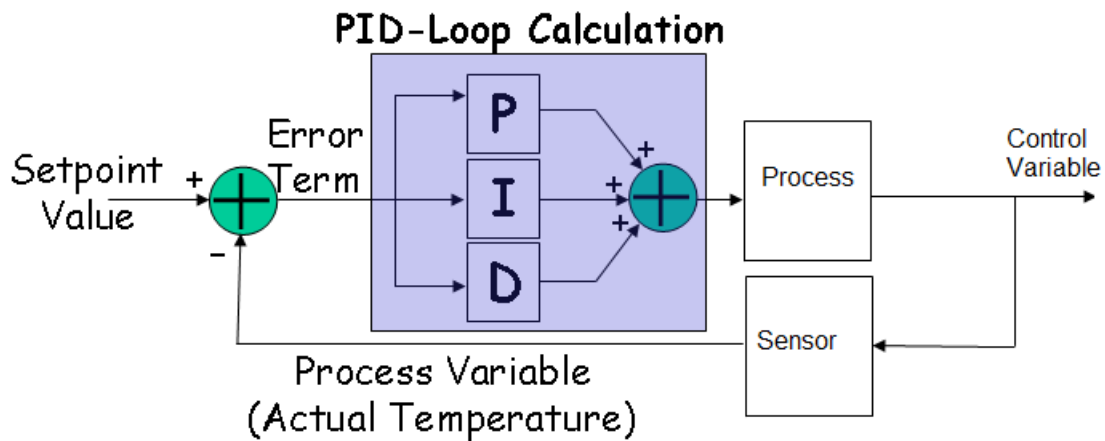 PID-Loop Calculation
Setpoint
Value
+
-
Error
Term
P
I
D
+
+
+
Process
Control
Variable
Sensor
Process Variable
(Actual Temperature)